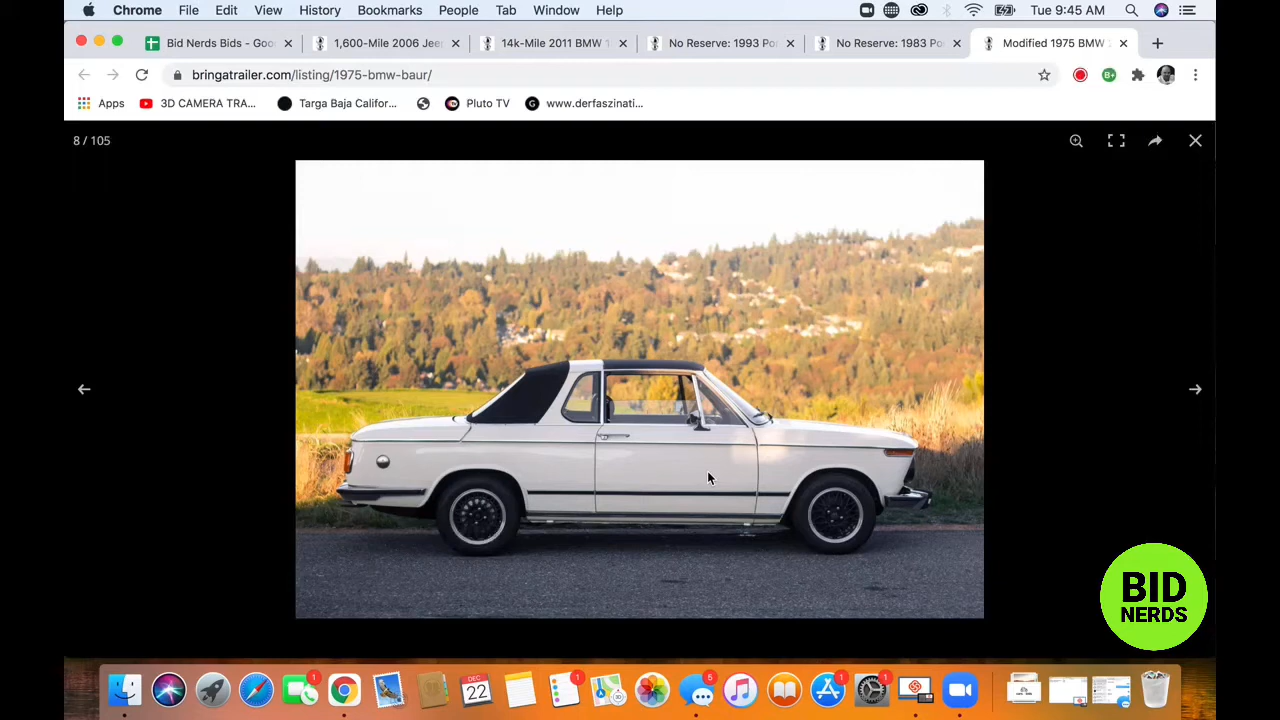 Chrome File Edit View History Bookmarks People Tab Window Help Tue 9:45 AM
Bid Nerds Bids - Goo 1,600-Mile 2006 Jee 14k-Mile 2011 BMW 1 No Reserve: 1993 Por No Reserve: 1983 Po Modified 1975 BMW
bringatrailer.com/listing/1975-bmw-baur/
Apps 3D CAMERA TRA... Targa Baja Califor... Pluto TV www.derfaszinati...
8 / 105
BID
NERDS
DEC
22